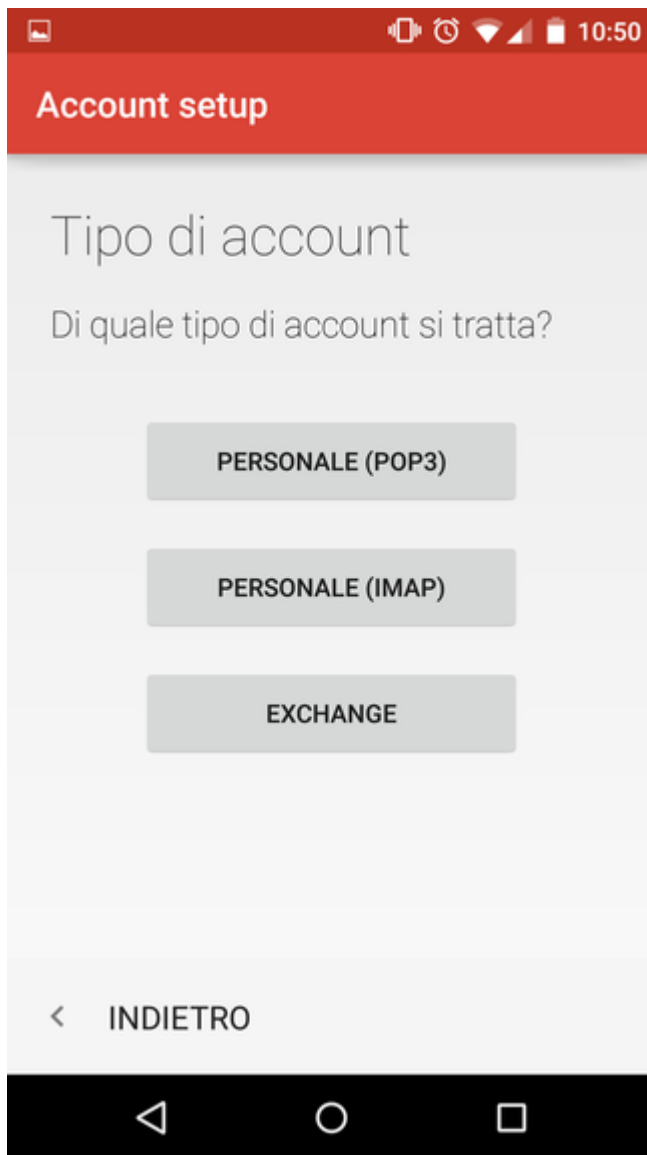 10:50
Account setup
Tipo di account
Di quale tipo di account si tratta?
PERSONALE (POP3)
PERSONALE (IMAP)
EXCHANGE
INDIETRO